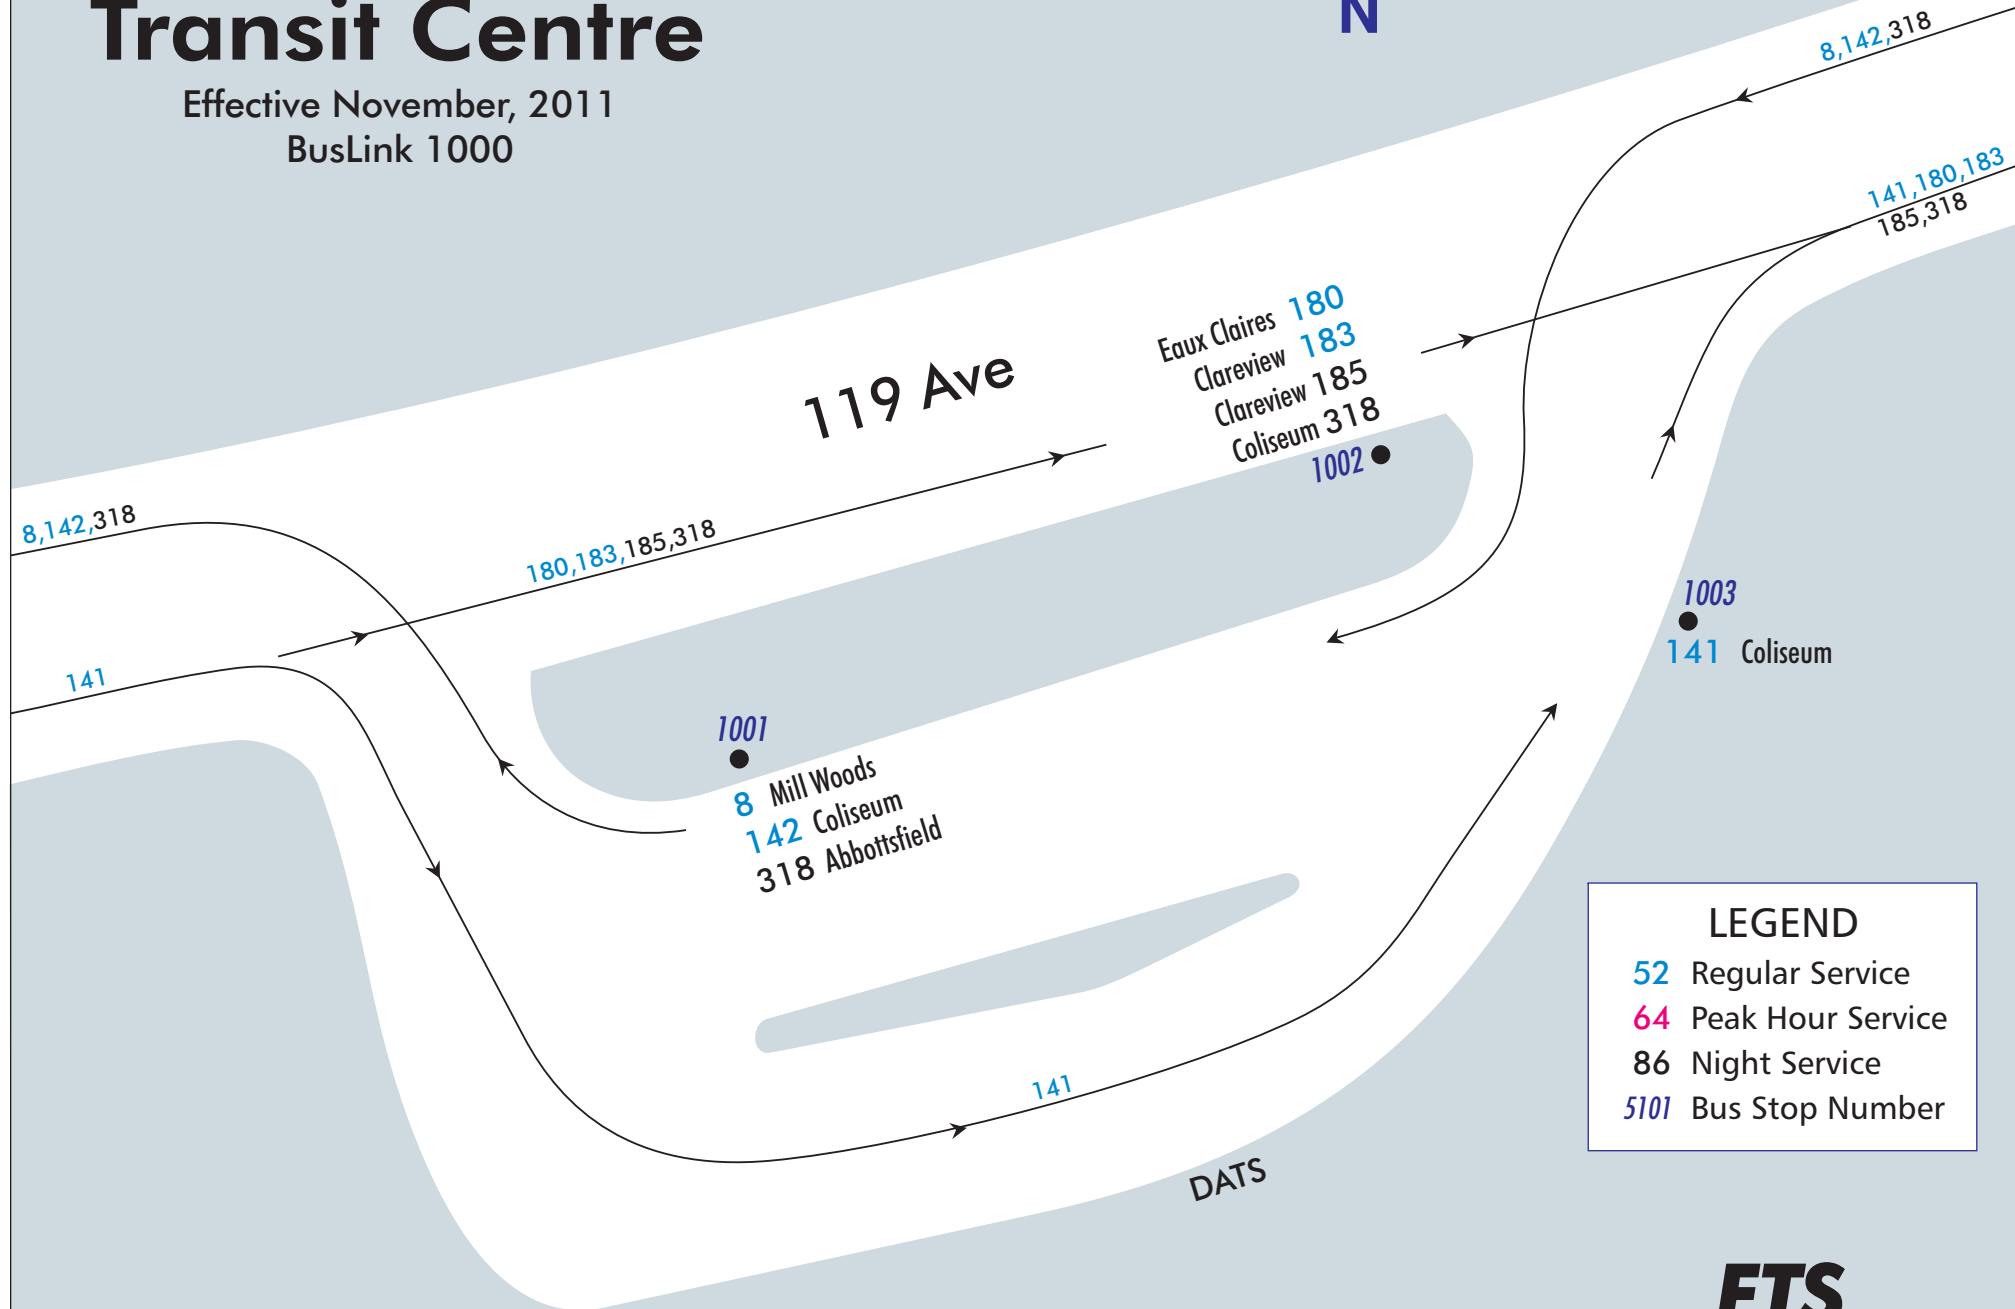 Transit Centre
Effective November, 2011
BusLink 1000
N
8,142,318
141,180,183
185,318
Eaux Claires 180
Clareview 183
Clareview 185
Coliseum 318
1002
119 Ave
8,142,318
180,183,185,318
141
1003
141 Coliseum
1001
8 Mill Woods
142 Coliseum
318 Abbottsfield
141
DATS
LEGEND
52 Regular Service
64 Peak Hour Service
86 Night Service
5101 Bus Stop Number
ETS